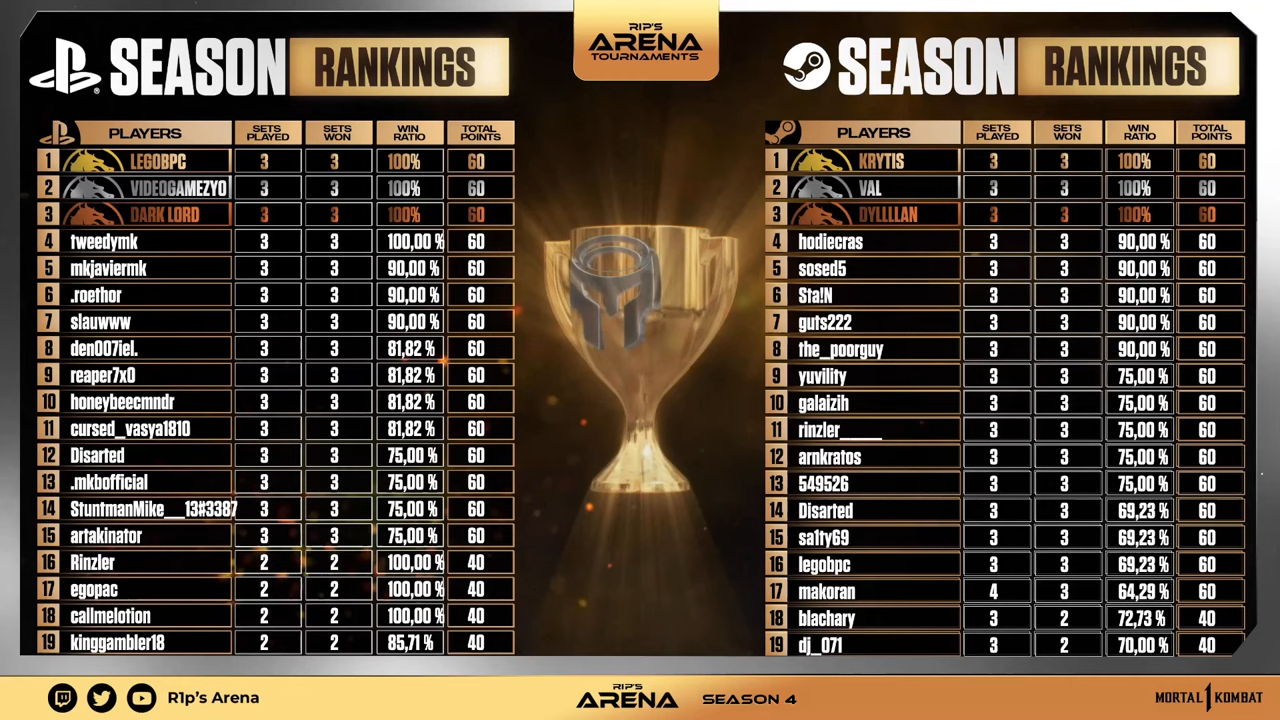 R1P'S
ARENA
TOURNAMENTS
SEASON RANKINGS
PLAYERS SETS PLAYED SETS WON WIN RATIO TOTAL POINTS
1 LEGOBPC 3 3 100% 60
2 VIDEOGAMEZYO 3 3 100% 60
3 DARK LORD 3 3 100% 60
4 tweedymk 3 3 100,00 % 60
5 mkjaviermk 3 3 90,00 % 60
6 .roethor 3 3 90,00 % 60
7 slauwww 3 3 90,00 % 60
8 den007iel. 3 3 81,82 % 60
9 reaper7x0 3 3 81,82 % 60
10 honeybeecmndr 3 3 81,82 % 60
11 cursed_vasya1810 3 3 81,82 % 60
12 Disarted 3 3 75,00 % 60
13 .mkbofficial 3 3 75,00 % 60
14 StuntmanMike__13#3387 3 3 75,00 % 60
15 artakinator 3 3 75,00 % 60
16 Rinzler 2 2 100,00 % 40
17 egopac 2 2 100,00 % 40
18 callmelotion 2 2 100,00 % 40
19 kinggambler18 2 2 85,71 % 40
SEASON RANKINGS
PLAYERS SETS PLAYED SETS WON WIN RATIO TOTAL POINTS
1 KRYTIS 3 3 100% 60
2 VAL 3 3 100% 60
3 DYLLLLAN 3 3 100% 60
4 hodiecras 3 3 90,00 % 60
5 sosed5 3 3 90,00 % 60
6 Sta!N 3 3 90,00 % 60
7 guts222 3 3 90,00 % 60
8 the_poorguy 3 3 90,00 % 60
9 yuvility 3 3 75,00 % 60
10 galaizih 3 3 75,00 % 60
11 rinzler____ 3 3 75,00 % 60
12 arnkratos 3 3 75,00 % 60
13 549526 3 3 75,00 % 60
14 Disarted 3 3 69,23 % 60
15 sa1ty69 3 3 69,23 % 60
16 legobpc 3 3 69,23 % 60
17 makoran 4 3 64,29 % 60
18 blachary 3 2 72,73 % 40
19 dj_071 3 2 70,00 % 40
R1p's Arena
R1P'S
ARENA SEASON 4
MORTAL KOMBAT 1